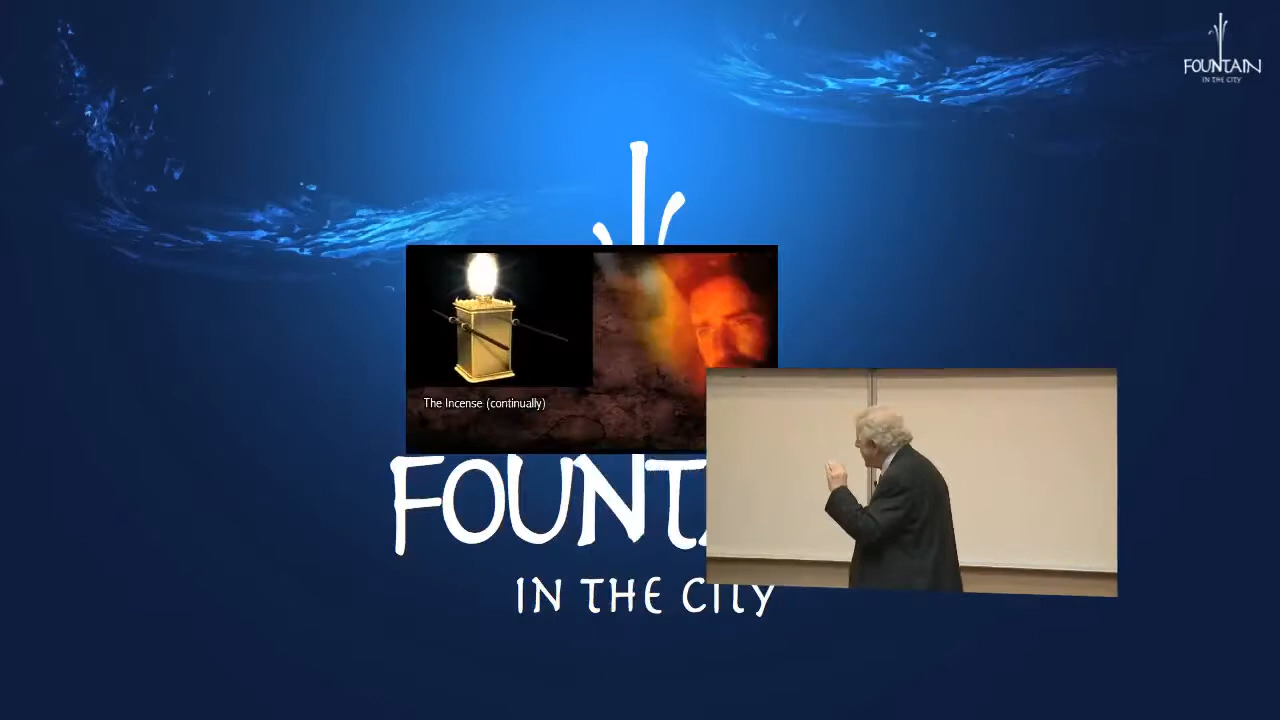 FOUNTAIN
IN THE CITY
The Incense (continually)
FOUNT
IN THE CITY